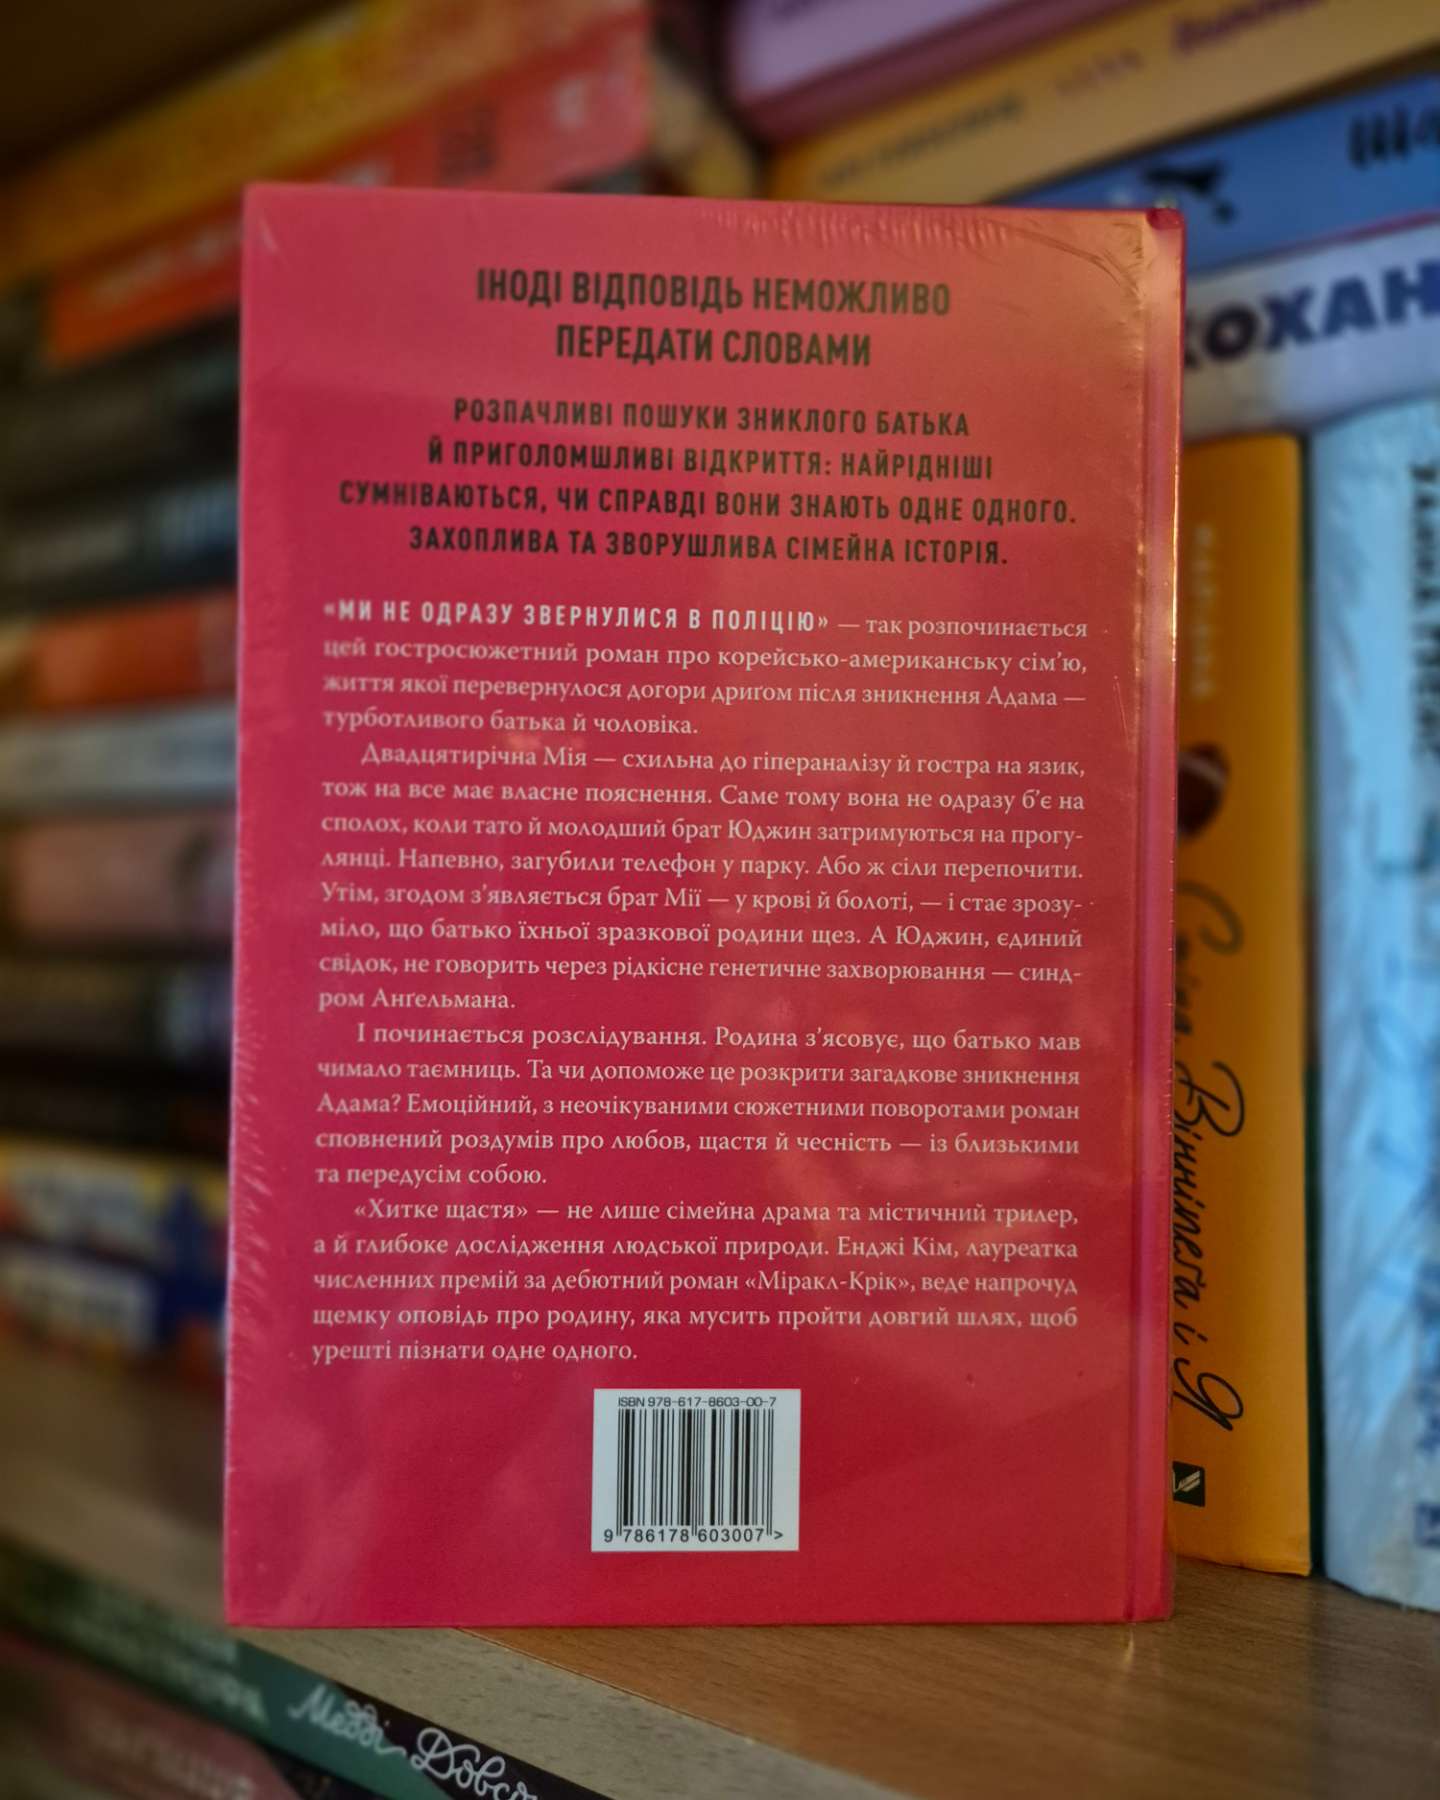 ІНОДІ ВІДПОВІДЬ НЕМОЖЛИВО
ПЕРЕДАТИ СЛОВАМИ
РОЗПАЧЛИВІ ПОШУКИ ЗНИКЛОГО БАТЬКА
Й ПРИГОЛОМШЛИВІ ВІДКРИТТЯ: НАЙРІДНІШІ
СУМНІВАЮТЬСЯ, ЧИ СПРАВДІ ВОНИ ЗНАЮТЬ ОДНЕ ОДНОГО.
ЗАХОПЛИВА ТА ЗВОРУШЛИВА СІМЕЙНА ІСТОРІЯ.
«МИ НЕ ОДРАЗУ ЗВЕРНУЛИСЯ В ПОЛІЦІЮ» — так розпочинається
цей гостросюжетний роман про корейсько-американську сім’ю,
життя якої перевернулося догори дриґом після зникнення Адама —
турботливого батька й чоловіка.
Двадцятирічна Мія — схильна до гіпераналізу й гостра на язик,
тож на все має власне пояснення. Саме тому вона не одразу б’є на
сполох, коли тато й молодший брат Юджин затримуються на прогу-
лянці. Напевно, загубили телефон у парку. Або ж сіли перепочити.
Утім, згодом з’являється брат Мії — у крові й болоті, — і стає зрозу-
міло, що батько їхньої зразкової родини щез. А Юджин, єдиний
свідок, не говорить через рідкісне генетичне захворювання — синд-
ром Анґельмана.
І починається розслідування. Родина з’ясовує, що батько мав
чимало таємниць. Та чи допоможе це розкрити загадкове зникнення
Адама? Емоційний, з неочікуваними сюжетними поворотами роман
сповнений роздумів про любов, щастя й чесність — із близькими
та передусім собою.
«Хитке щастя» — не лише сімейна драма та містичний трилер,
а й глибоке дослідження людської природи. Енджі Кім, лауреатка
численних премій за дебютний роман «Міракл-Крік», веде напрочуд
щемку оповідь про родину, яка мусить пройти довгий шлях, щоб
урешті пізнати одне одного.
ISBN 978-617-8603-00-7
9 786178 603007 >
КОХАН
Вінніпеґа і Я
Медді Довсо